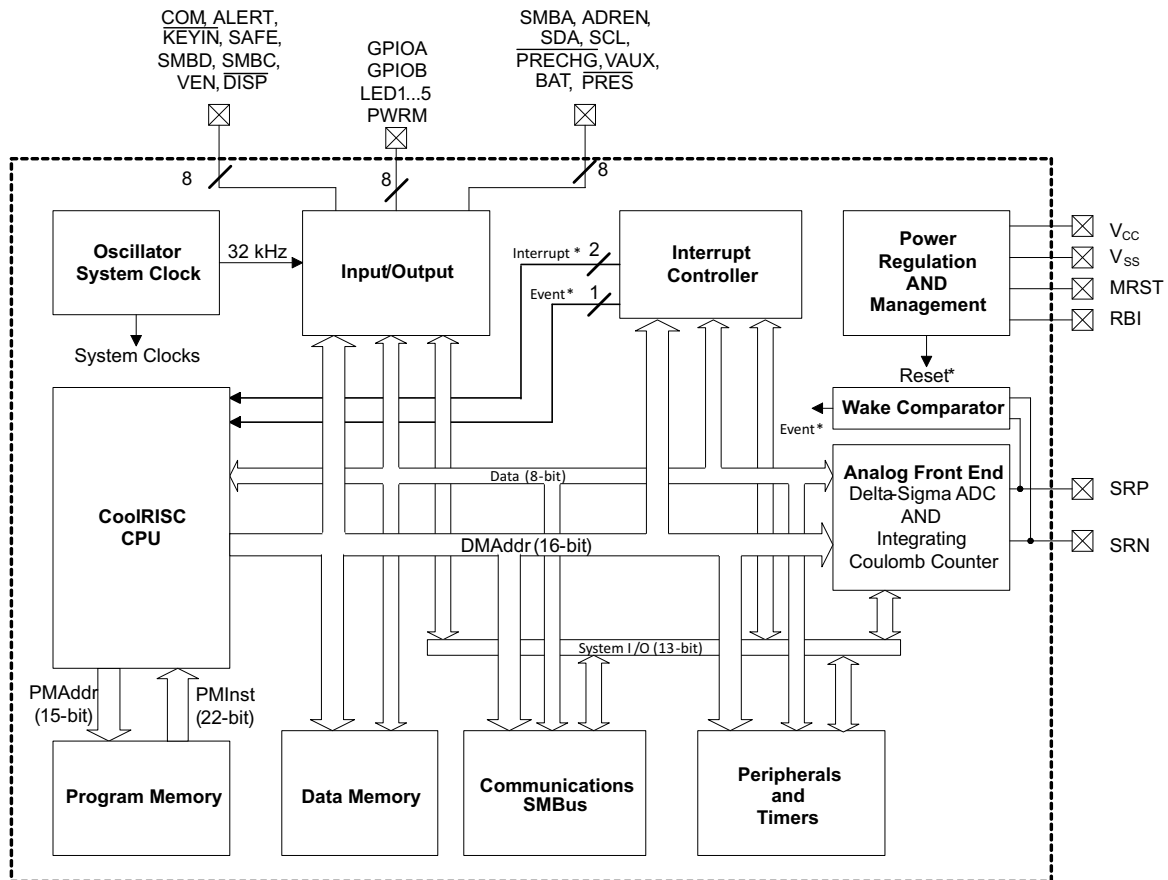 COM, ALERT,
KEYIN, SAFE,
SMBD, SMBC,
VEN, DISP
GPIOA
GPIOB
LED1...5
PWRM
SMBA, ADREN,
SDA, SCL,
PRECHG, VAUX,
BAT, PRES
8
8
8
Oscillator
System Clock
32 kHz
Input/Output
Interrupt *
2
Event *
1
Interrupt
Controller
Power
Regulation
AND
Management
VCC
VSS
MRST
RBI
System Clocks
Reset*
Wake Comparator
Event *
CoolRISC
CPU
Data (8-bit)
DMAddr (16-bit)
Analog Front End
Delta-Sigma ADC
AND
Integrating
Coulomb Counter
SRP
SRN
System I/O (13-bit)
PMAddr
(15-bit)
PMInst
(22-bit)
Program Memory
Data Memory
Communications
SMBus
Peripherals
and
Timers